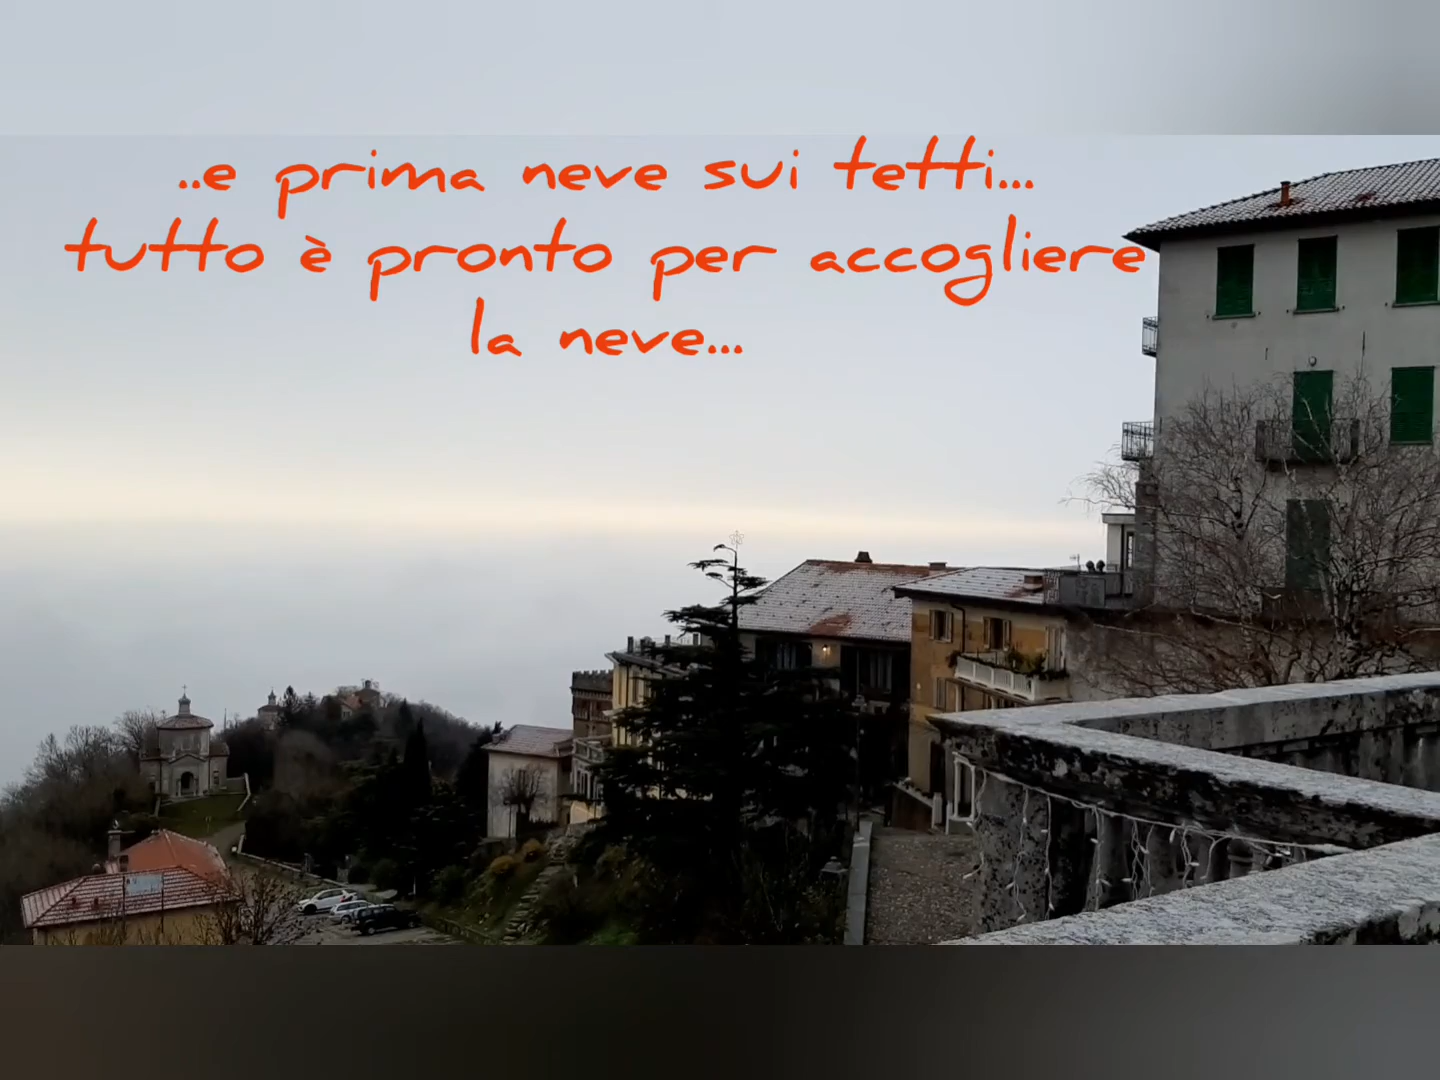 ..e prima neve sui tetti...
tutto è pronto per accogliere
la neve...